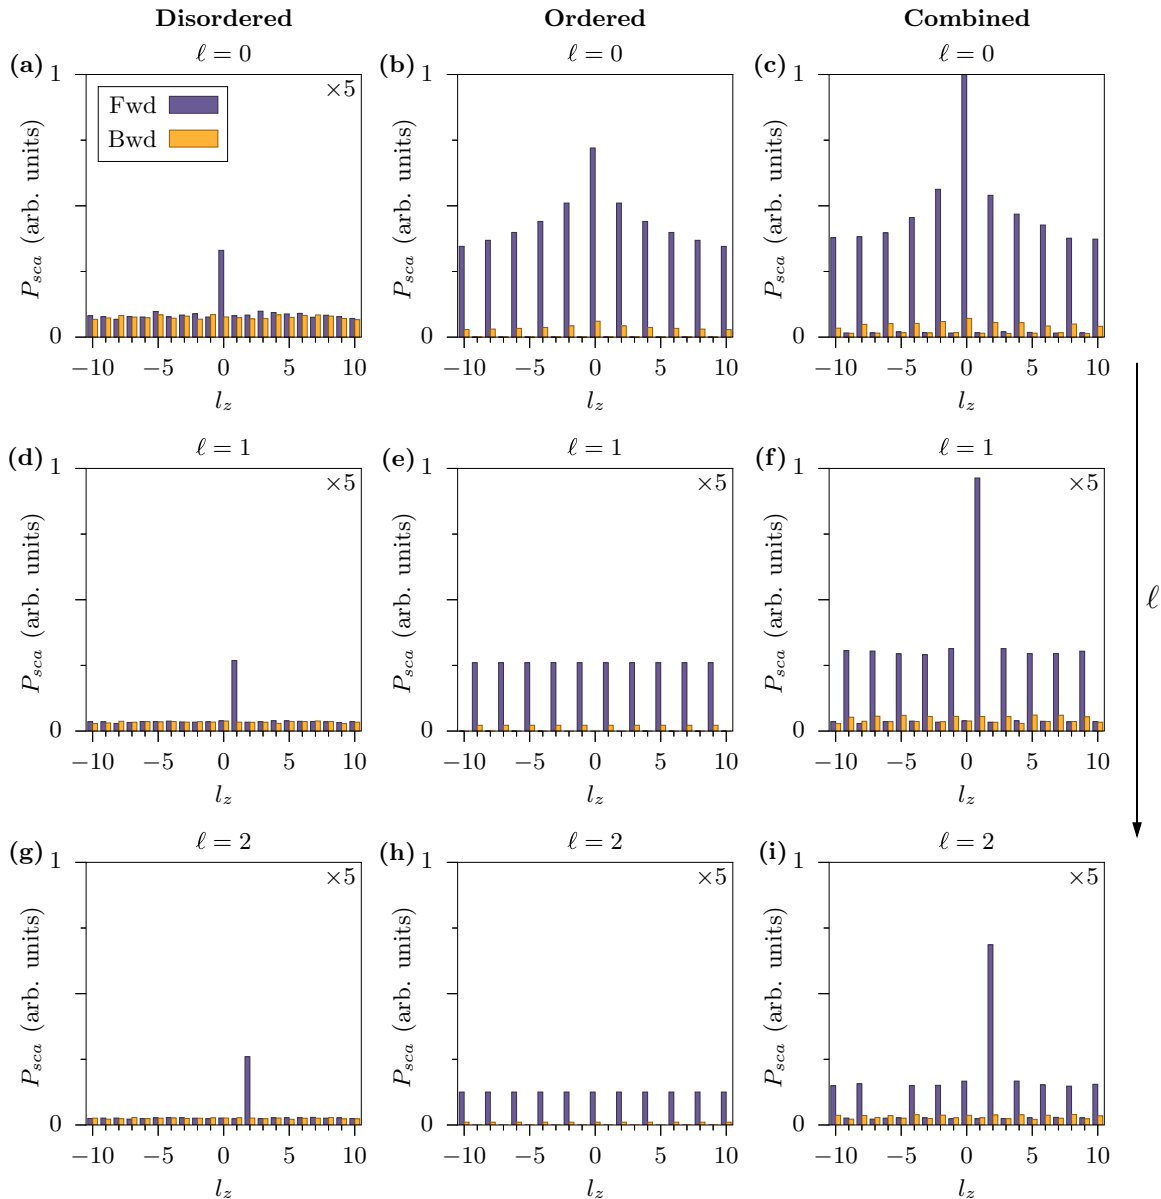 Disordered
Ordered
Combined
(a)
ℓ = 0
×5
Fwd
Bwd
1
0
P_sca (arb. units)
−10 −5 0 5 10
l_z
(b)
ℓ = 0
1
0
P_sca (arb. units)
−10 −5 0 5 10
l_z
(c)
ℓ = 0
1
0
P_sca (arb. units)
−10 −5 0 5 10
l_z
(d)
ℓ = 1
×5
1
0
P_sca (arb. units)
−10 −5 0 5 10
l_z
(e)
ℓ = 1
×5
1
0
P_sca (arb. units)
−10 −5 0 5 10
l_z
(f)
ℓ = 1
×5
1
0
P_sca (arb. units)
−10 −5 0 5 10
l_z
ℓ
(g)
ℓ = 2
×5
1
0
P_sca (arb. units)
−10 −5 0 5 10
l_z
(h)
ℓ = 2
×5
1
0
P_sca (arb. units)
−10 −5 0 5 10
l_z
(i)
ℓ = 2
×5
1
0
P_sca (arb. units)
−10 −5 0 5 10
l_z